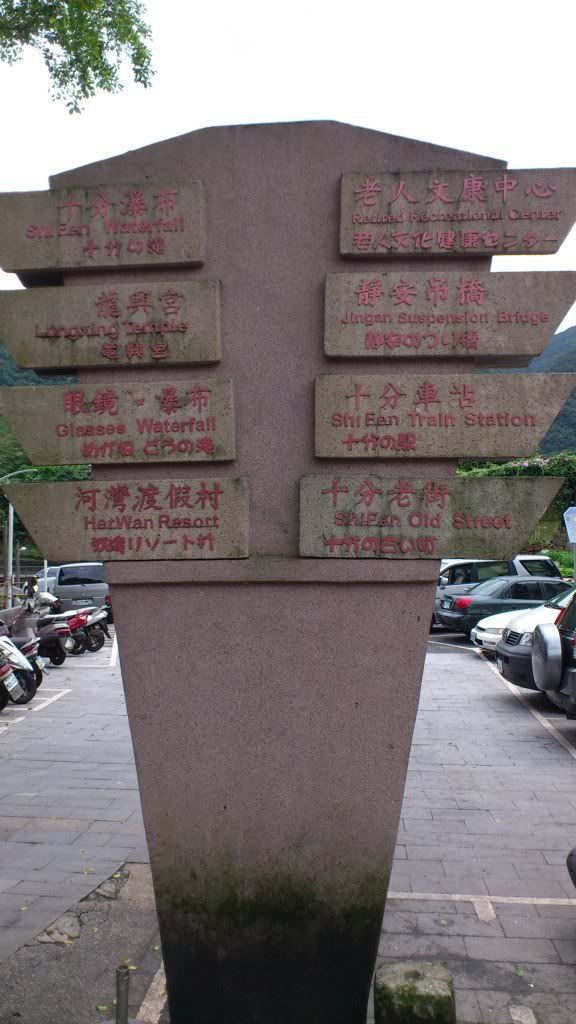 十分瀑布
ShiFen Waterfall
十分の滝
龍興宮
Longxing Temple
竜興宮
眼鏡·瀑布
Glasses Waterfall
めがね どうの滝
河灣渡假村
HerWan Resort
河湾リゾート村
老人文康中心
Retired Recreational Center
老人文化健康センター
靜安吊橋
Jingan Suspension Bridge
静安のつり橋
十分車站
ShiFen Train Station
十分の駅
十分老街
ShiFen Old Street
十分の古い町